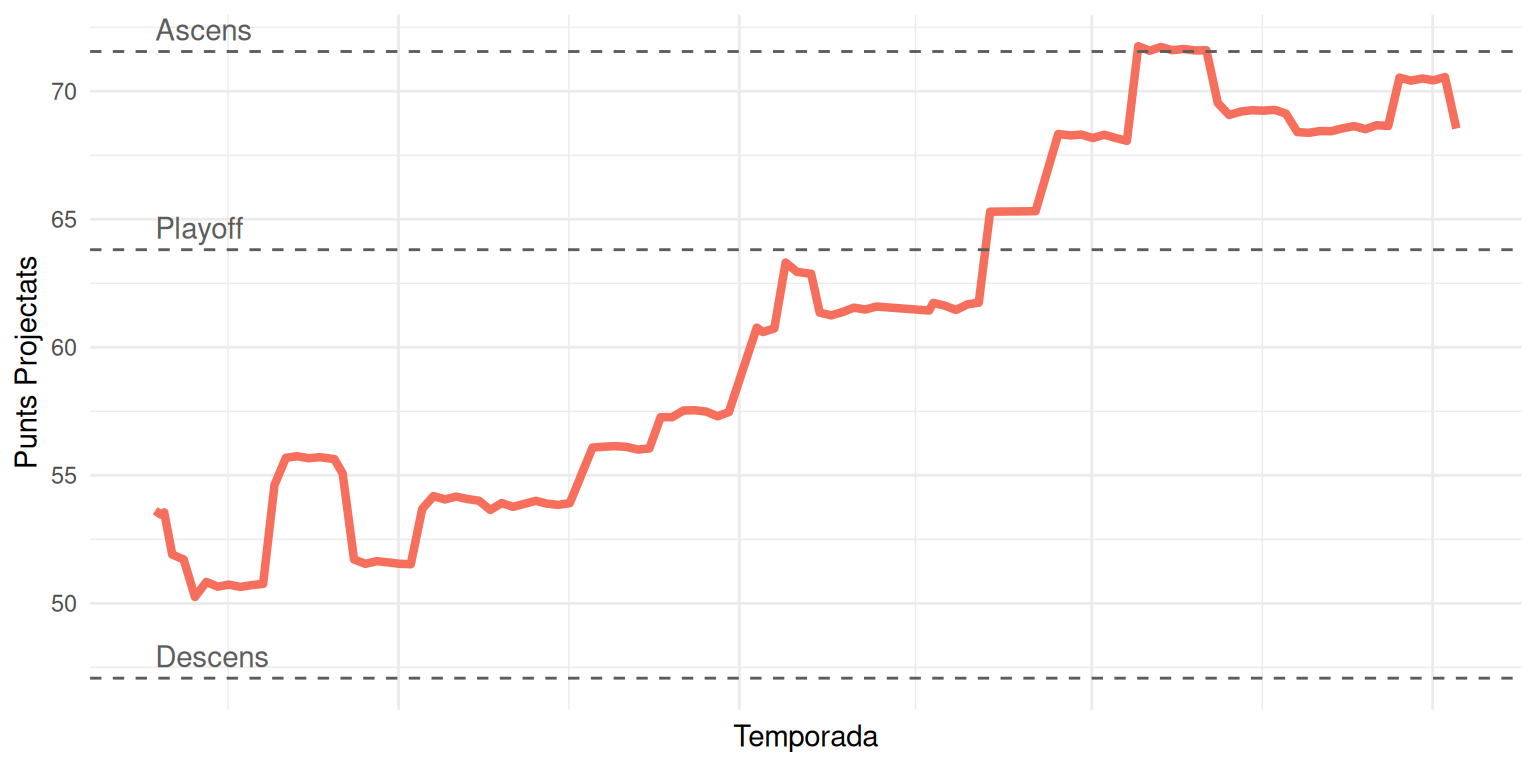 Ascens
70
65
Playoff
60
55
50
Descens
Punts Projectats
Temporada